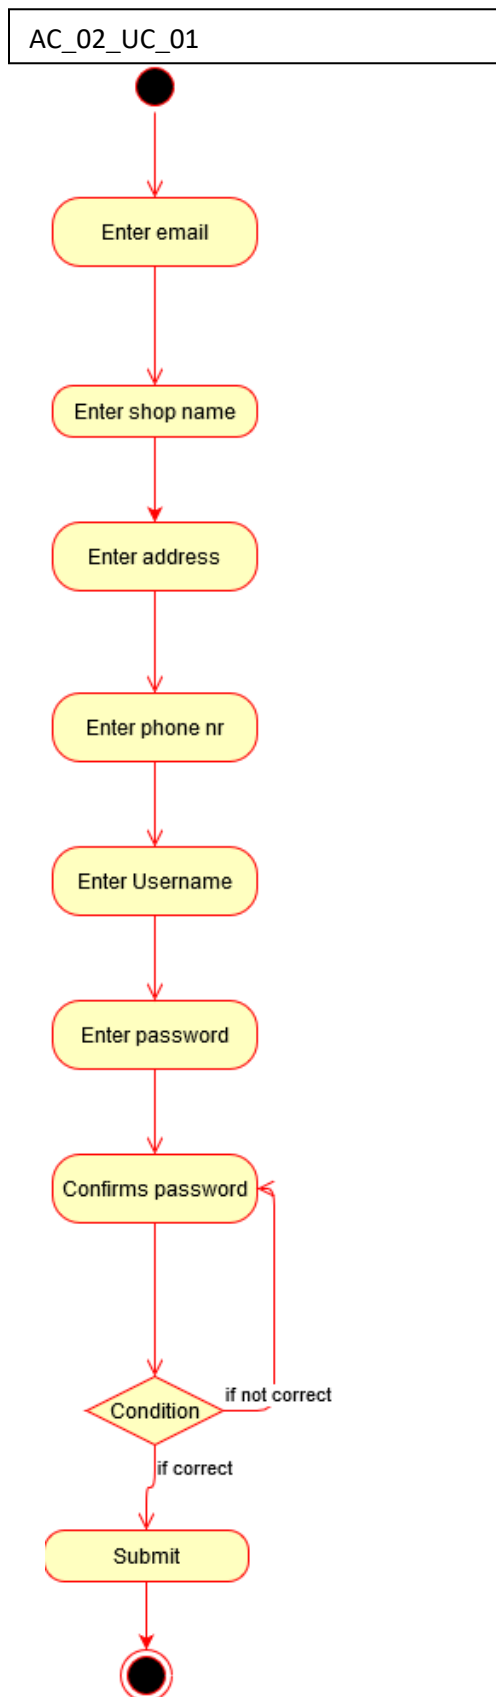 AC_02_UC_01
Enter email
Enter shop name
Enter address
Enter phone nr
Enter Username
Enter password
Confirms password
if not correct
Condition
if correct
Submit